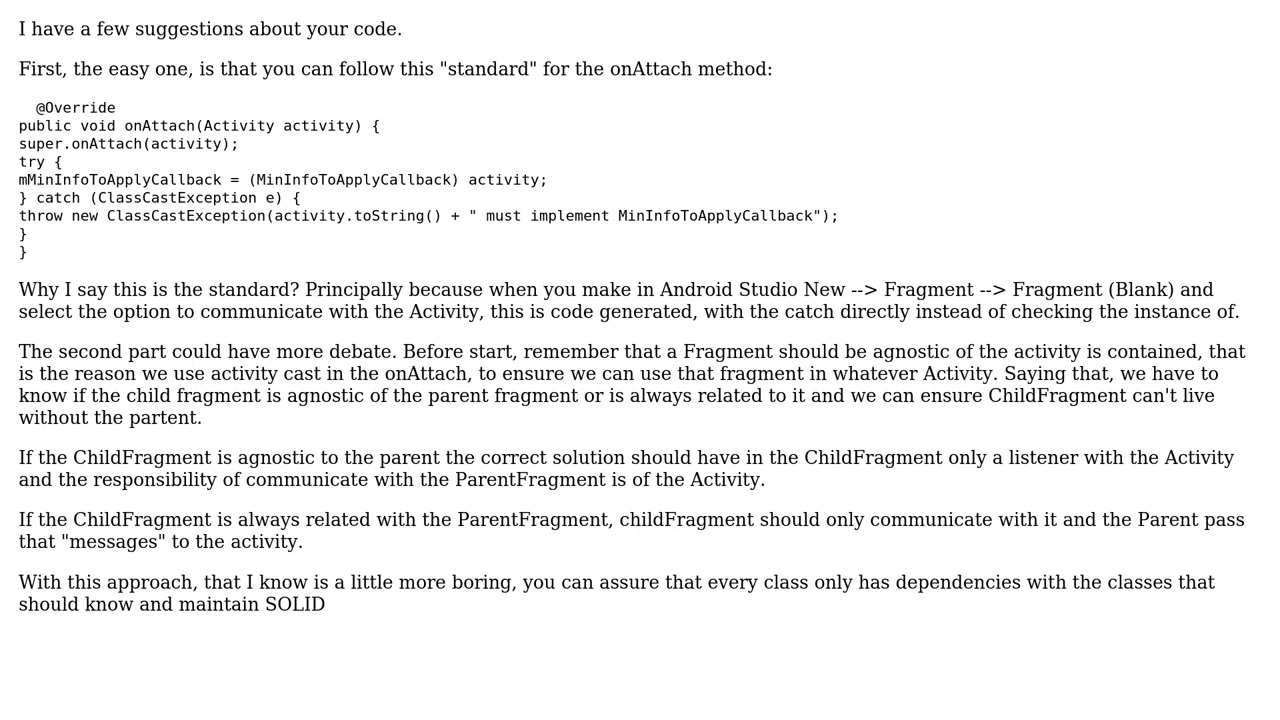 I have a few suggestions about your code.
First, the easy one, is that you can follow this "standard" for the onAttach method:
@Override
public void onAttach(Activity activity) {
super.onAttach(activity);
try {
mMinInfoToApplyCallback = (MinInfoToApplyCallback) activity;
} catch (ClassCastException e) {
throw new ClassCastException(activity.toString() + " must implement MinInfoToApplyCallback");
}
}
Why I say this is the standard? Principally because when you make in Android Studio New --> Fragment --> Fragment (Blank) and
select the option to communicate with the Activity, this is code generated, with the catch directly instead of checking the instance of.
The second part could have more debate. Before start, remember that a Fragment should be agnostic of the activity is contained, that
is the reason we use activity cast in the onAttach, to ensure we can use that fragment in whatever Activity. Saying that, we have to
know if the child fragment is agnostic of the parent fragment or is always related to it and we can ensure ChildFragment can't live
without the partent.
If the ChildFragment is agnostic to the parent the correct solution should have in the ChildFragment only a listener with the Activity
and the responsibility of communicate with the ParentFragment is of the Activity.
If the ChildFragment is always related with the ParentFragment, childFragment should only communicate with it and the Parent pass
that "messages" to the activity.
With this approach, that I know is a little more boring, you can assure that every class only has dependencies with the classes that
should know and maintain SOLID